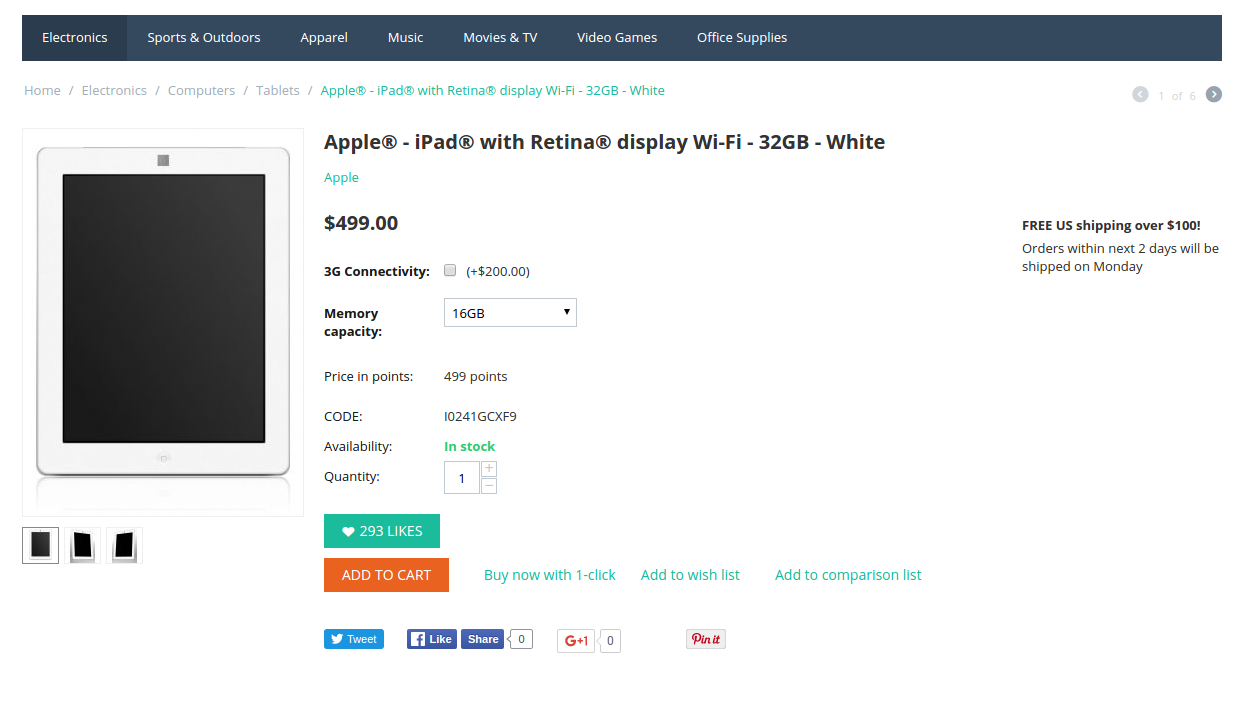 Electronics Sports & Outdoors Apparel Music Movies & TV Video Games Office Supplies
Home / Electronics / Computers / Tablets / Apple® - iPad® with Retina® display Wi-Fi - 32GB - White
1 of 6
Apple® - iPad® with Retina® display Wi-Fi - 32GB - White
Apple
$499.00
FREE US shipping over $100!
Orders within next 2 days will be
shipped on Monday
3G Connectivity: (+$200.00)
Memory
capacity:
16GB
Price in points: 499 points
CODE: I0241GCXF9
Availability: In stock
Quantity: 1 + −
293 LIKES
ADD TO CART Buy now with 1-click Add to wish list Add to comparison list
Tweet Like Share 0 G+1 0 Pin it